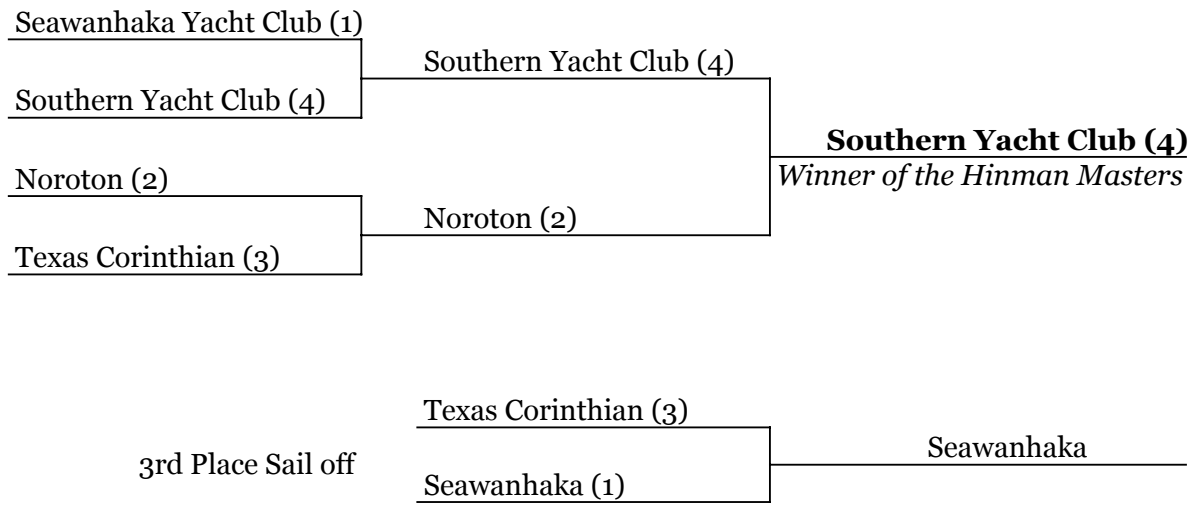 Seawanhaka Yacht Club (1)
Southern Yacht Club (4)
Southern Yacht Club (4)
Southern Yacht Club (4)
Winner of the Hinman Masters
Noroton (2)
Noroton (2)
Texas Corinthian (3)
Texas Corinthian (3)
3rd Place Sail off
Seawanhaka
Seawanhaka (1)